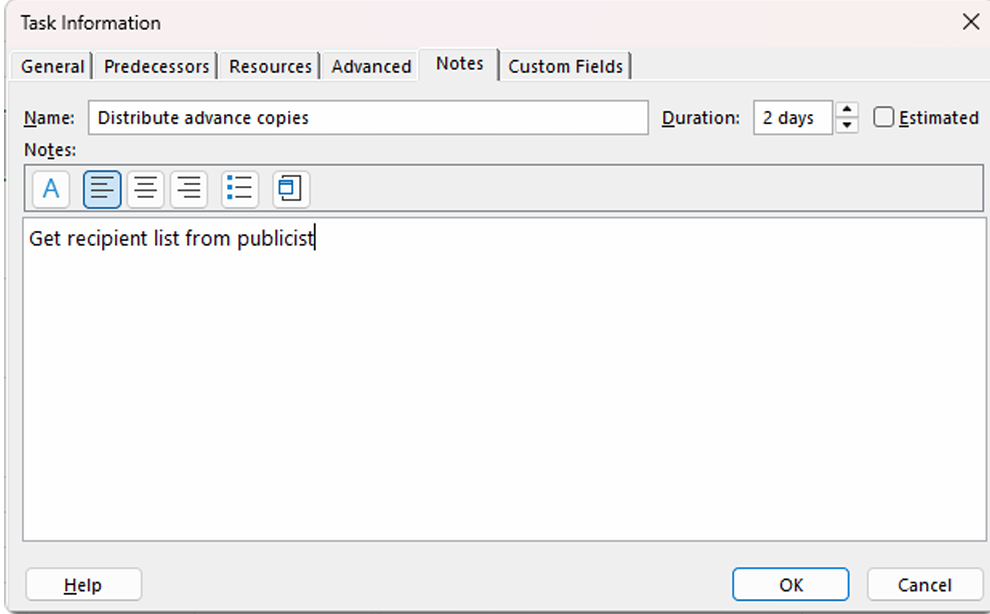 Task Information
General Predecessors Resources Advanced Notes Custom Fields
Name: Distribute advance copies Duration: 2 days Estimated
Notes:
A
Get recipient list from publicist
Help OK Cancel